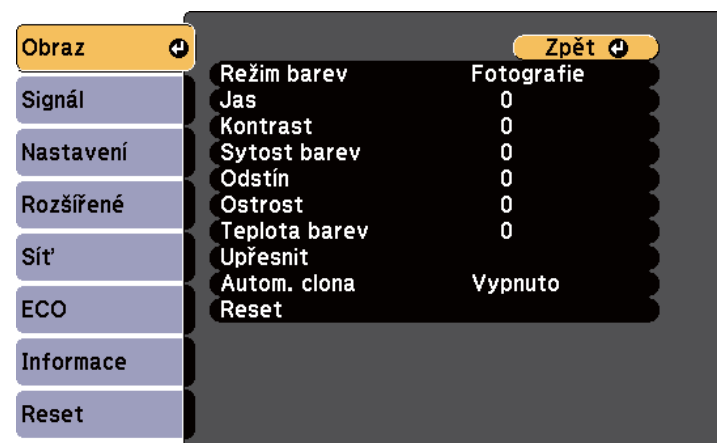 Obraz
Signál
Nastavení
Rozšířené
Síť
ECO
Informace
Reset
Zpět
Režim barev Fotografie
Jas 0
Kontrast 0
Sytost barev 0
Odstín 0
Ostrost 0
Teplota barev 0
Upřesnit
Autom. clona Vypnuto
Reset